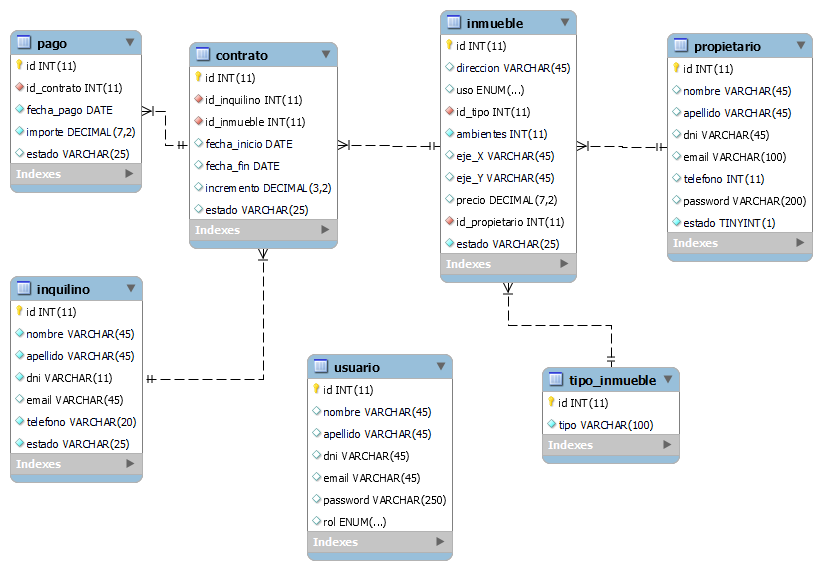 pago
id INT(11)
id_contrato INT(11)
fecha_pago DATE
importe DECIMAL(7,2)
estado VARCHAR(25)
Indexes
contrato
id INT(11)
id_inquilino INT(11)
id_inmueble INT(11)
fecha_inicio DATE
fecha_fin DATE
incremento DECIMAL(3,2)
estado VARCHAR(25)
Indexes
inmueble
id INT(11)
direccion VARCHAR(45)
uso ENUM(...)
id_tipo INT(11)
ambientes INT(11)
eje_X VARCHAR(45)
eje_Y VARCHAR(45)
precio DECIMAL(7,2)
id_propietario INT(11)
estado VARCHAR(25)
Indexes
propietario
id INT(11)
nombre VARCHAR(45)
apellido VARCHAR(45)
dni VARCHAR(45)
email VARCHAR(100)
telefono INT(11)
password VARCHAR(200)
estado TINYINT(1)
Indexes
inquilino
id INT(11)
nombre VARCHAR(45)
apellido VARCHAR(45)
dni VARCHAR(11)
email VARCHAR(45)
telefono VARCHAR(20)
estado VARCHAR(25)
Indexes
usuario
id INT(11)
nombre VARCHAR(45)
apellido VARCHAR(45)
dni VARCHAR(45)
email VARCHAR(45)
password VARCHAR(250)
rol ENUM(...)
Indexes
tipo_inmueble
id INT(11)
tipo VARCHAR(100)
Indexes